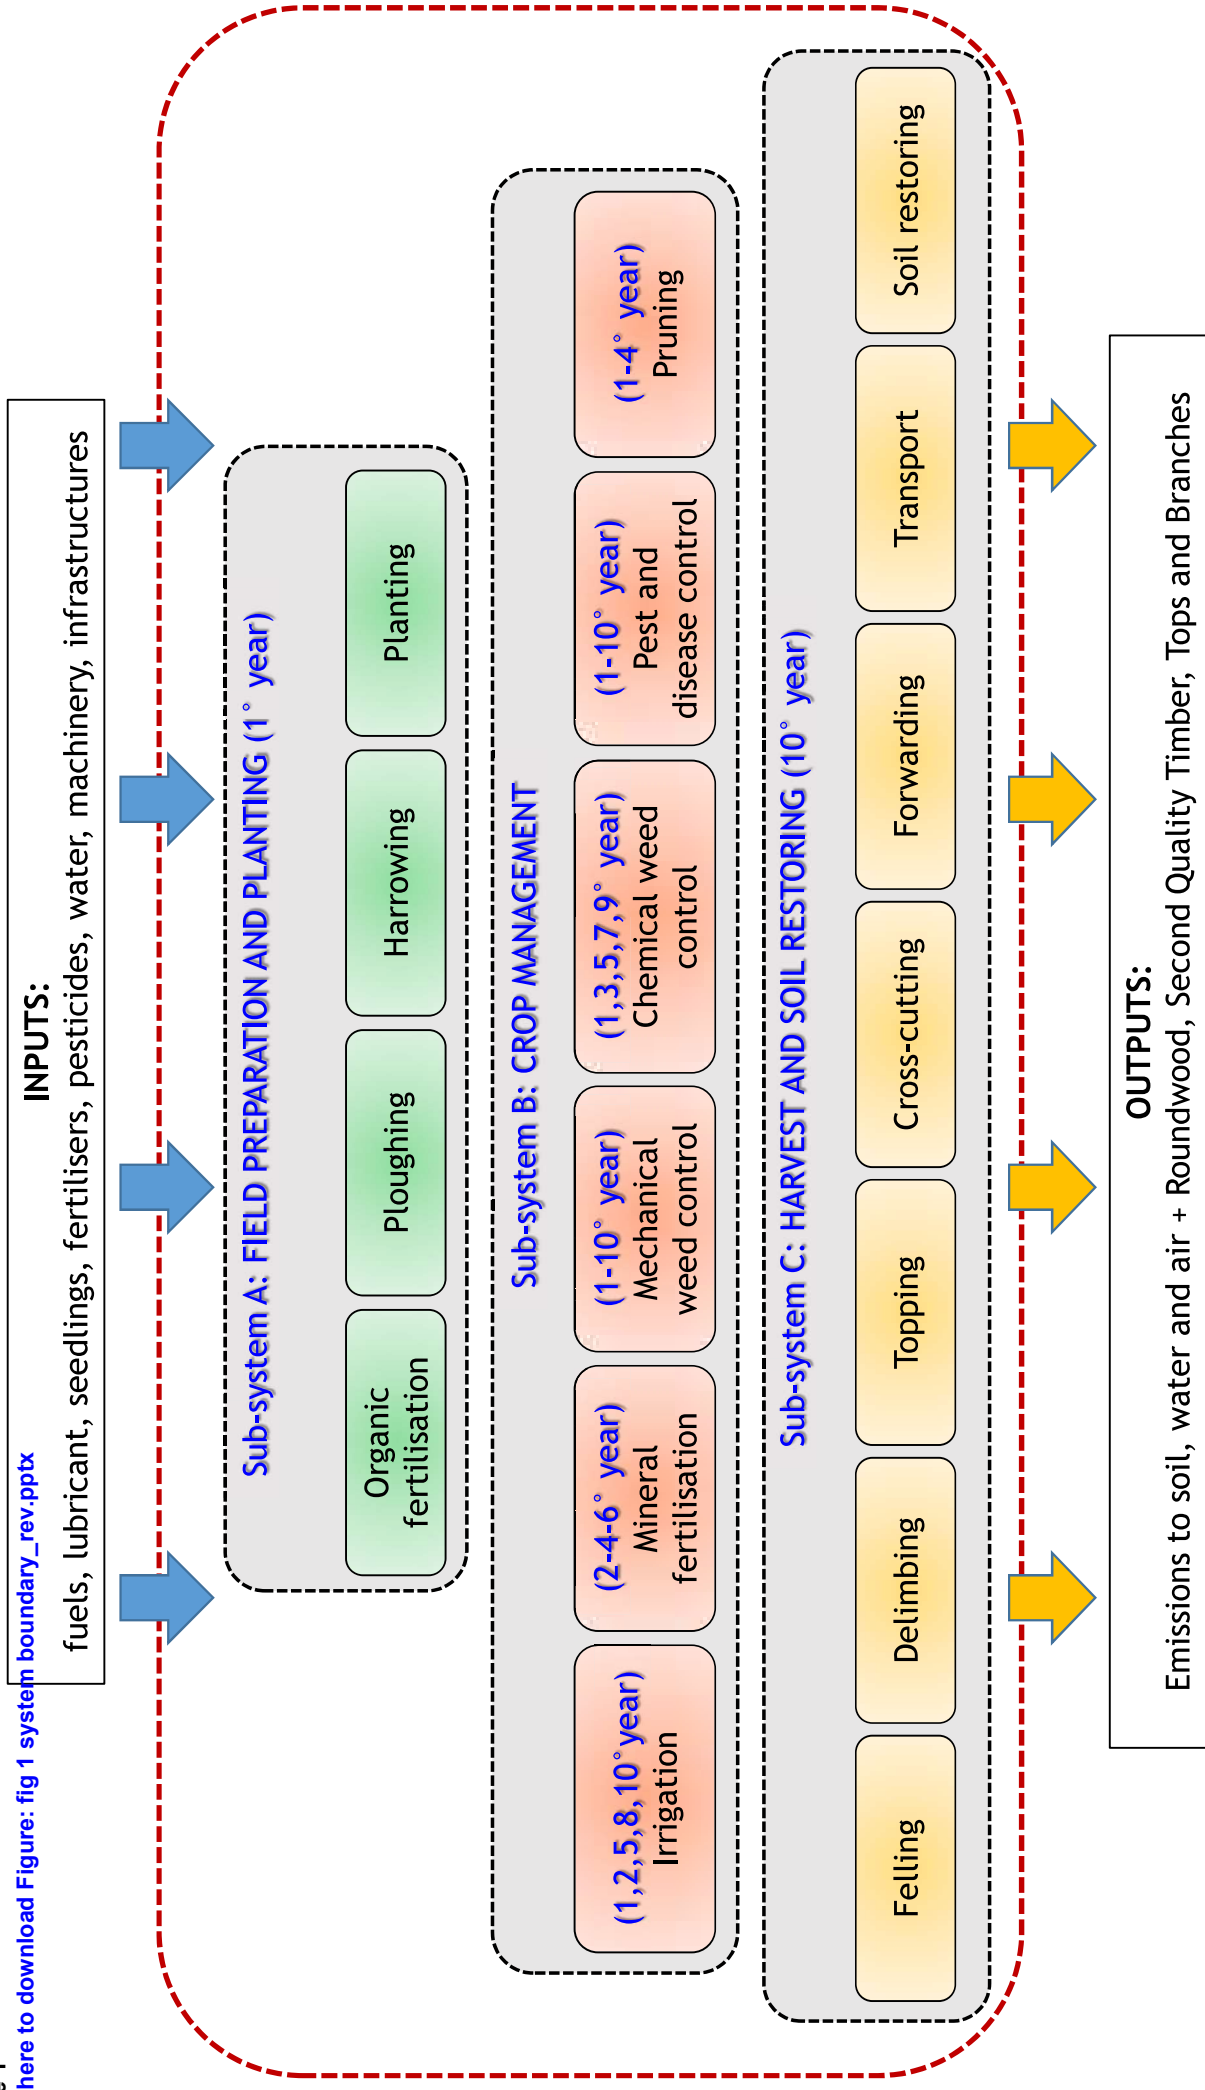 here to download Figure: fig 1 system boundary_rev.pptx
INPUTS:
fuels, lubricant, seedlings, fertilisers, pesticides, water, machinery, infrastructures
Sub-system A: FIELD PREPARATION AND PLANTING (1° year)
Organic
fertilisation
Ploughing
Harrowing
Planting
Sub-system B: CROP MANAGEMENT
(1,2,5,8,10° year)
Irrigation
(2-4-6° year)
Mineral
fertilisation
(1-10° year)
Mechanical
weed control
(1,3,5,7,9° year)
Chemical weed
control
(1-10° year)
Pest and
disease control
(1-4° year)
Pruning
Sub-system C: HARVEST AND SOIL RESTORING (10° year)
Felling
Delimbing
Topping
Cross-cutting
Forwarding
Transport
Soil restoring
OUTPUTS:
Emissions to soil, water and air + Roundwood, Second Quality Timber, Tops and Branches